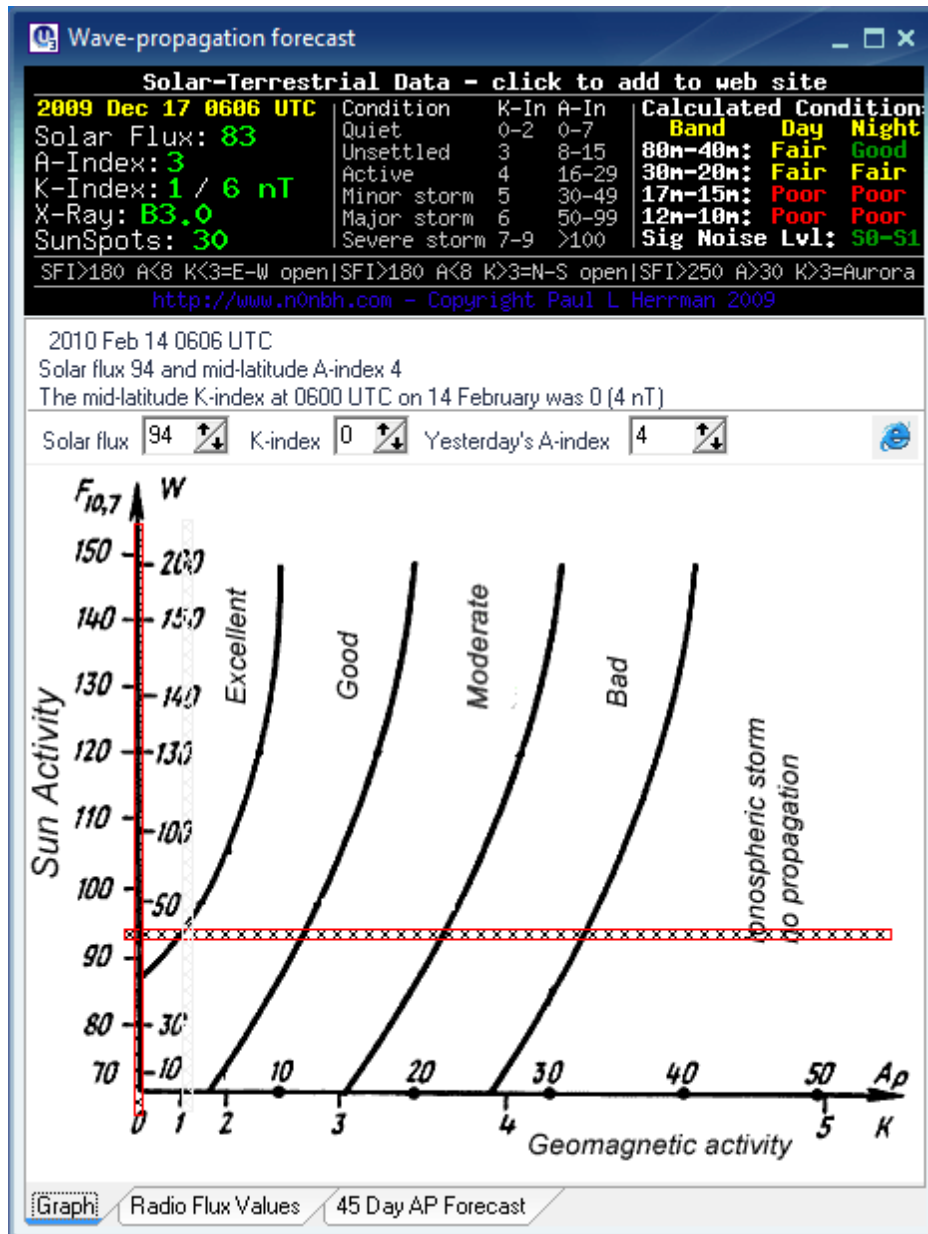 Wave-propagation forecast
Solar-Terrestrial Data - click to add to web site
2009 Dec 17 0606 UTC
Solar Flux: 83
A-Index: 3
K-Index: 1 / 6 nT
X-Ray: B3.0
SunSpots: 30
Condition K-In A-In
Quiet 0-2 0-7
Unsettled 3 8-15
Active 4 16-29
Minor storm 5 30-49
Major storm 6 50-99
Severe storm 7-9 >100
Calculated Condition
Band Day Night
80m-40m: Fair Good
30m-20m: Fair Fair
17m-15m: Poor Poor
12m-10m: Poor Poor
Sig Noise Lvl: S0-S1
SFI>180 A<8 K<3=E-W open|SFI>180 A<8 K>3=N-S open|SFI>250 A>30 K>3=Aurora
http://www.n0nbh.com - Copyright Paul L Herrman 2009
2010 Feb 14 0606 UTC
Solar flux 94 and mid-latitude A-index 4
The mid-latitude K-index at 0600 UTC on 14 February was 0 (4 nT)
Solar flux 94 K-index 0 Yesterday's A-index 4
F10,7 W
150 200
140 150
130 140
120 130
110 100
100 50
90
80 30
70 10
Sun Activity
Excellent
Good
Moderate
Bad
Ionospheric storm
no propagation
10 20 30 40 50 Ap
0 1 2 3 4 5 K
Geomagnetic activity
Graph Radio Flux Values 45 Day AP Forecast